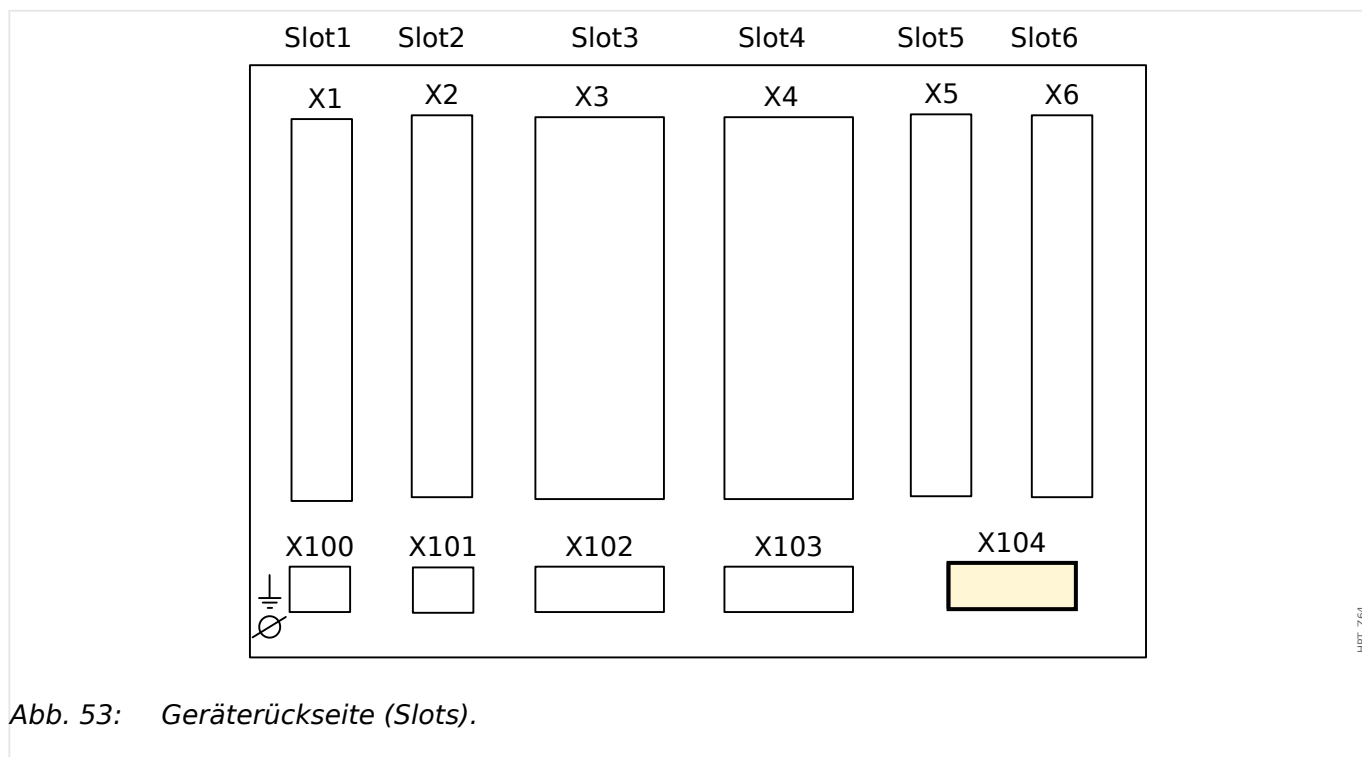 Slot1 Slot2 Slot3 Slot4 Slot5 Slot6
X1 X2 X3 X4 X5 X6
X100 X101 X102 X103 X104
HPT_Z64
Abb. 53: Geräterückseite (Slots).